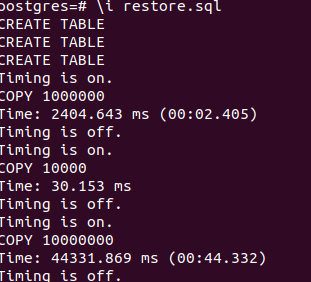 postgres=# \i restore.sql
CREATE TABLE
CREATE TABLE
CREATE TABLE
Timing is on.
COPY 1000000
Time: 2404.643 ms (00:02.405)
Timing is off.
Timing is on.
COPY 10000
Time: 30.153 ms
Timing is off.
Timing is on.
COPY 10000000
Time: 44331.869 ms (00:44.332)
Timing is off.